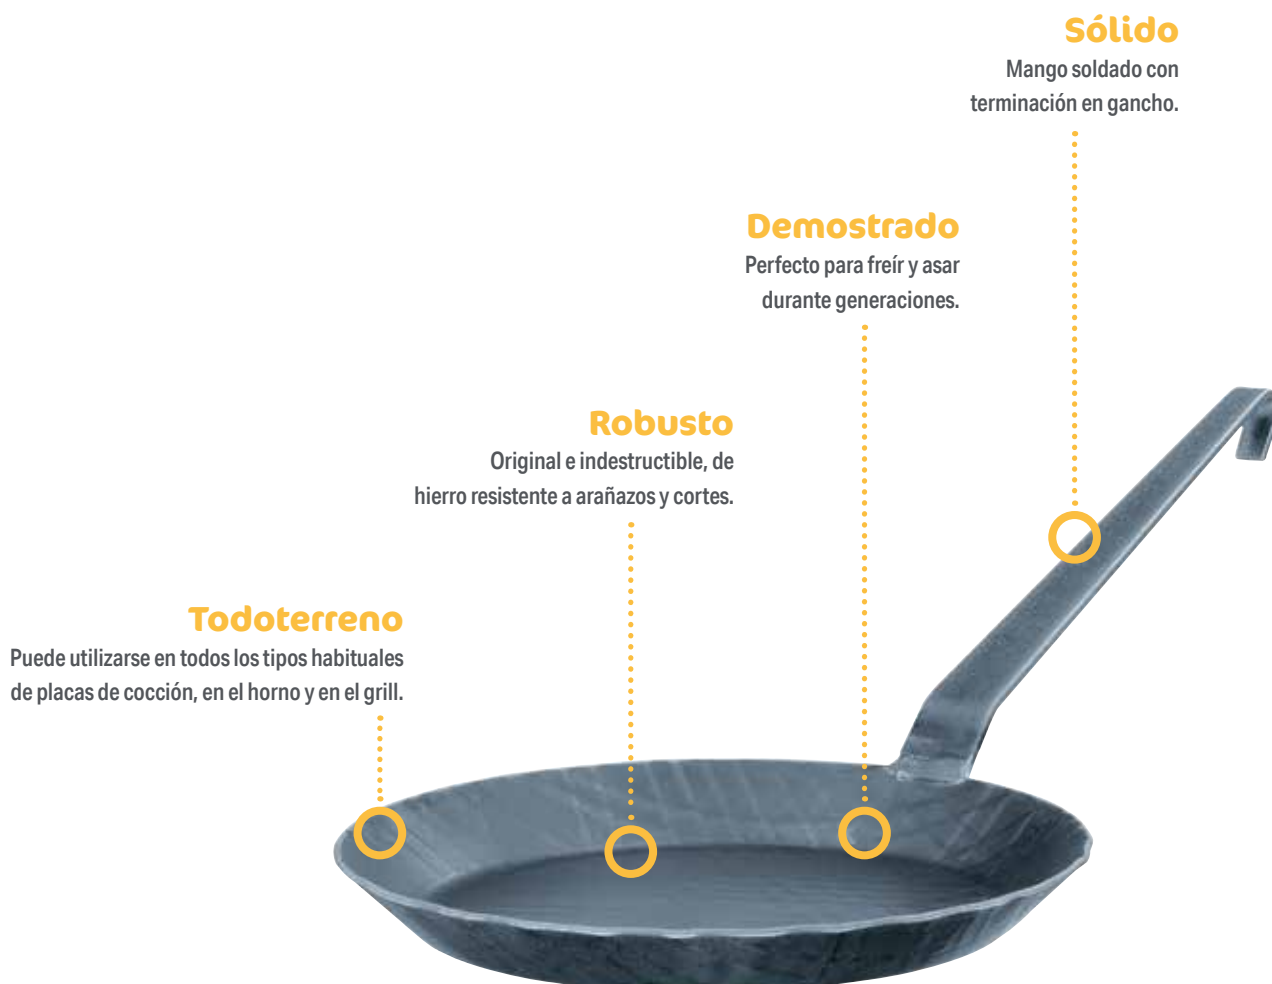 Sólido
Mango soldado con
terminación en gancho.
Demostrado
Perfecto para freír y asar
durante generaciones.
Robusto
Original e indestructible, de
hierro resistente a arañazos y cortes.
Todoterreno
Puede utilizarse en todos los tipos habituales
de placas de cocción, en el horno y en el grill.